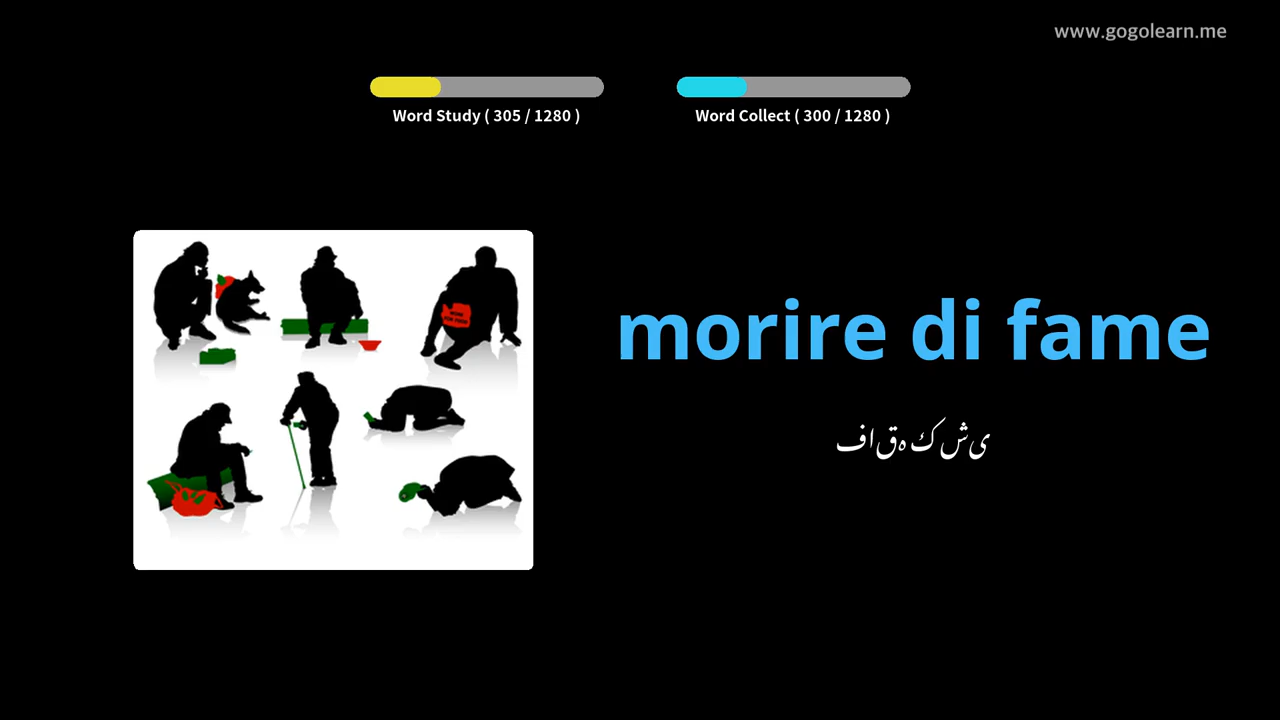 www.gogolearn.me
Word Study ( 305 / 1280 )
Word Collect ( 300 / 1280 )
morire di fame
فاقہ کشی